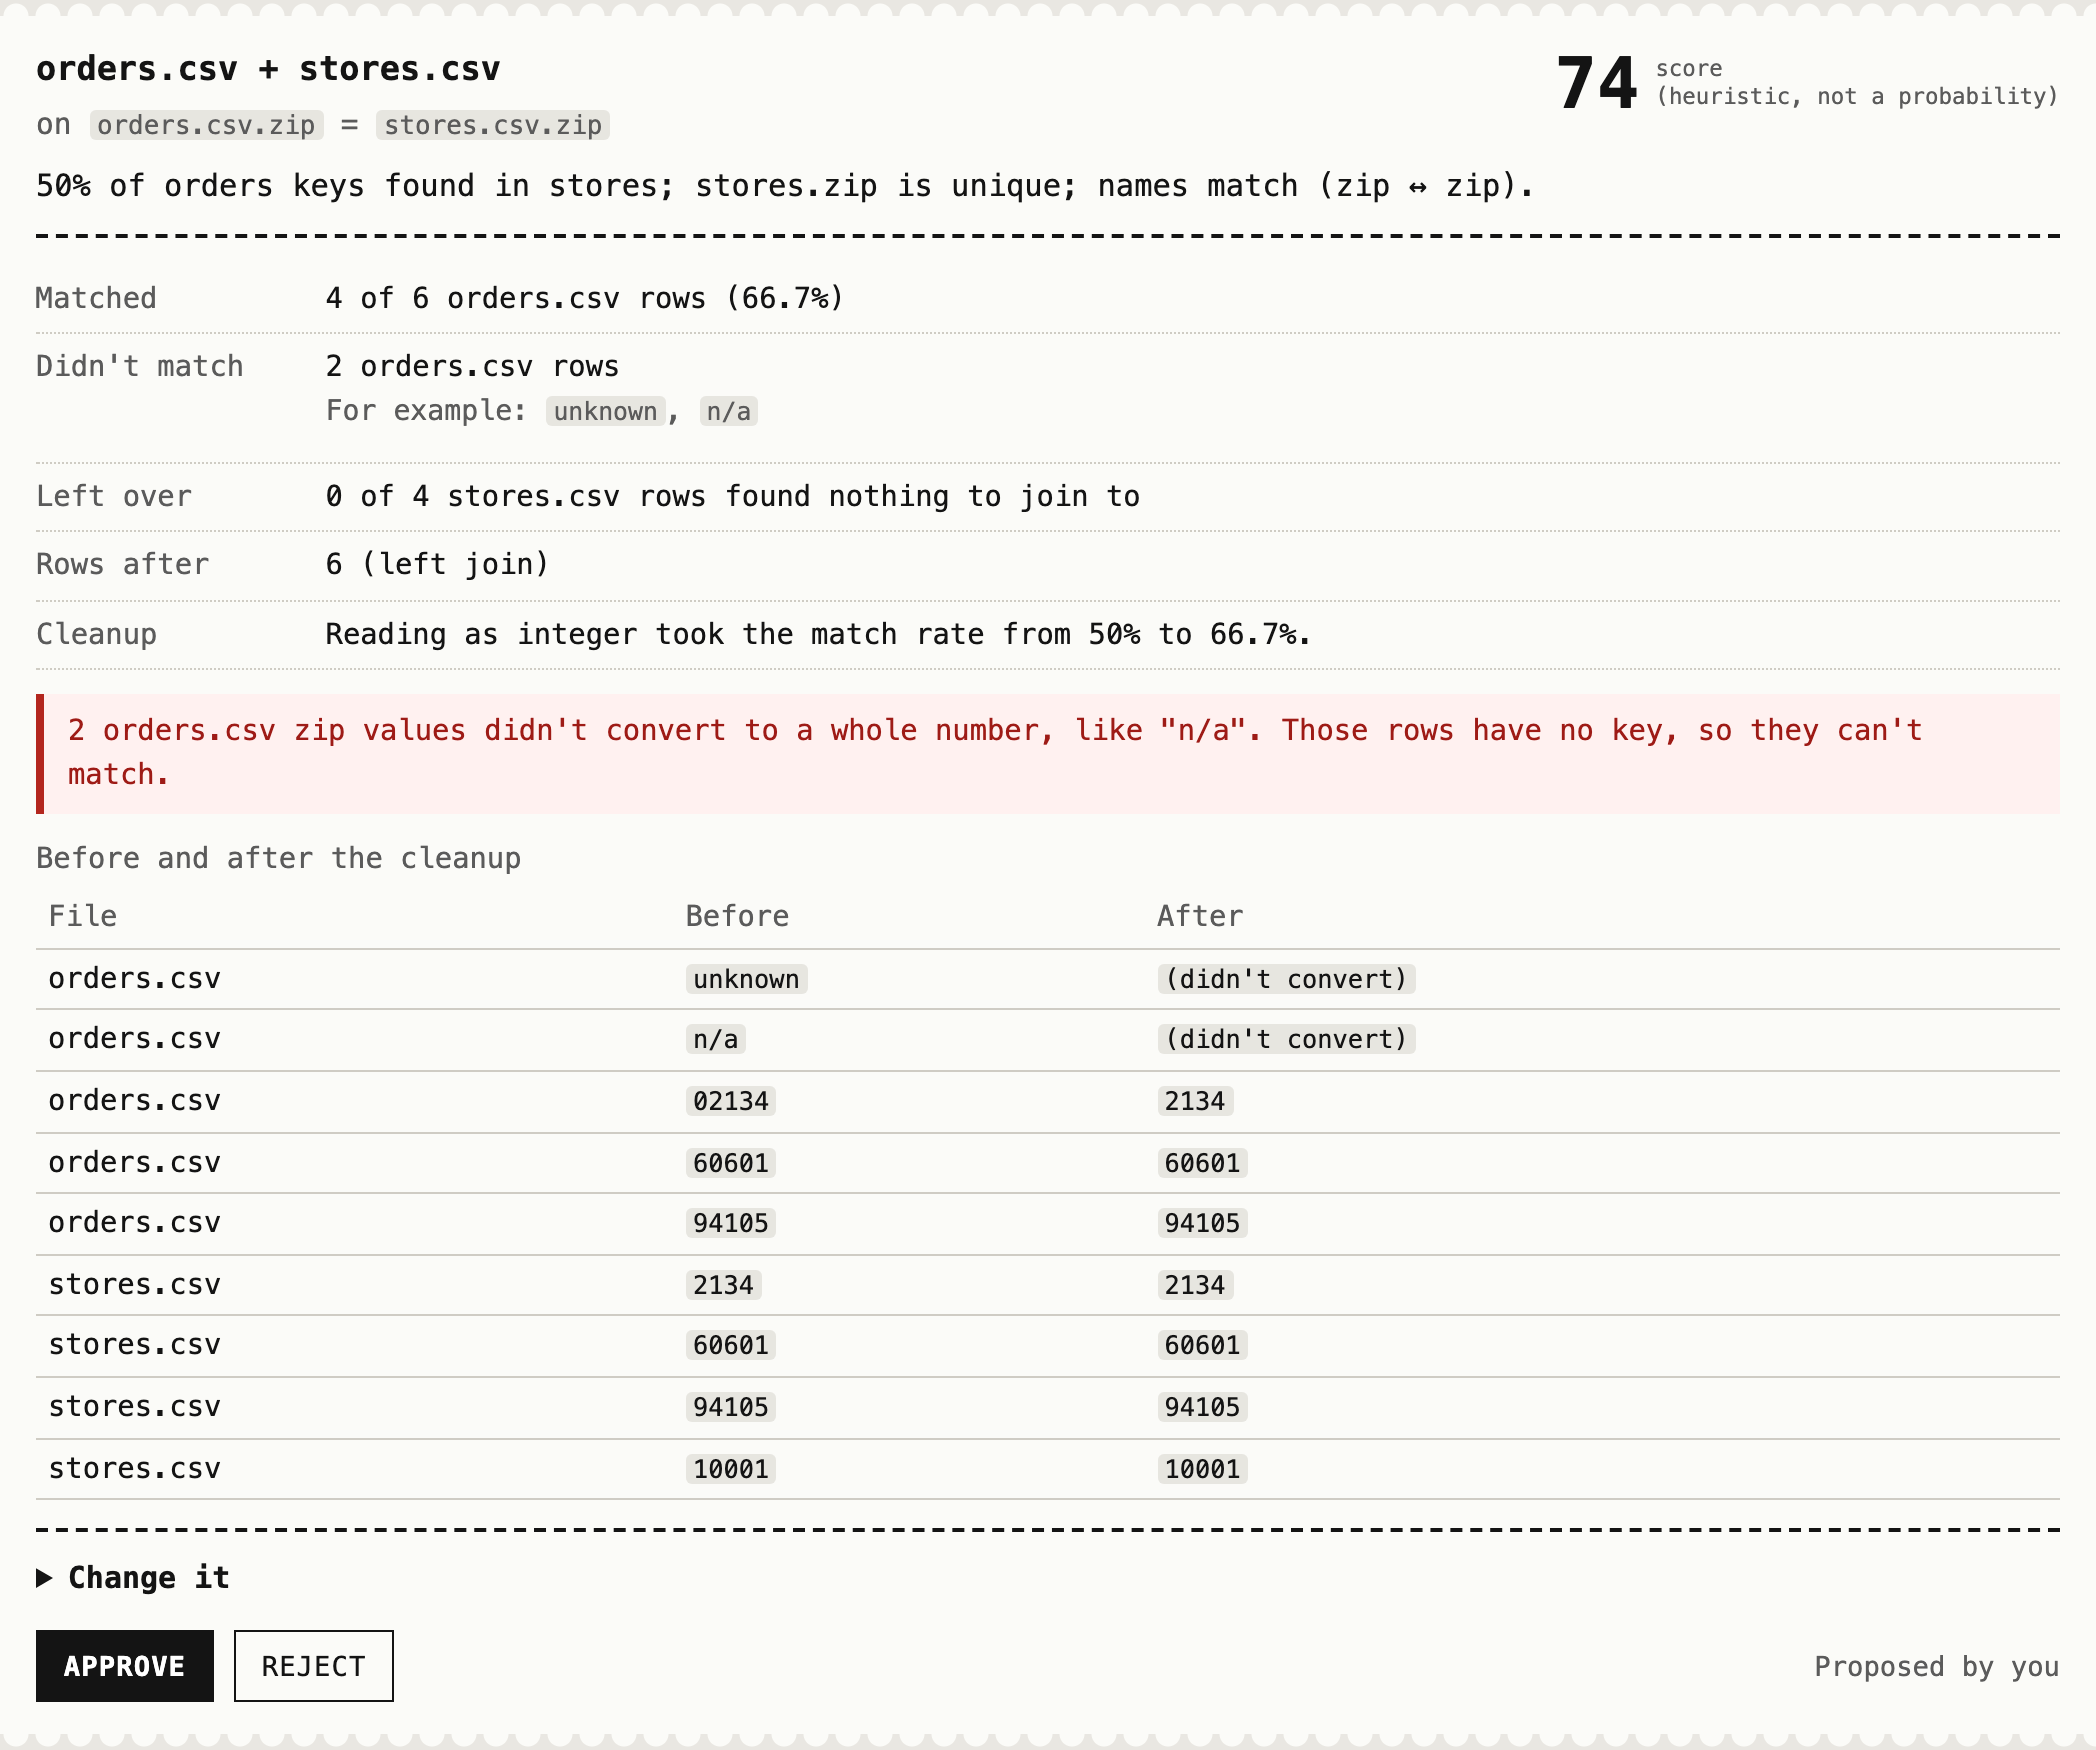 orders.csv + stores.csv
74 score
(heuristic, not a probability)
on orders.csv.zip = stores.csv.zip
50% of orders keys found in stores; stores.zip is unique; names match (zip ↔ zip).
Matched 4 of 6 orders.csv rows (66.7%)
Didn't match 2 orders.csv rows
For example: unknown, n/a
Left over 0 of 4 stores.csv rows found nothing to join to
Rows after 6 (left join)
Cleanup Reading as integer took the match rate from 50% to 66.7%.
2 orders.csv zip values didn't convert to a whole number, like "n/a". Those rows have no key, so they can't
match.
Before and after the cleanup
File Before After
orders.csv unknown (didn't convert)
orders.csv n/a (didn't convert)
orders.csv 02134 2134
orders.csv 60601 60601
orders.csv 94105 94105
stores.csv 2134 2134
stores.csv 60601 60601
stores.csv 94105 94105
stores.csv 10001 10001
▶ Change it
APPROVE REJECT Proposed by you